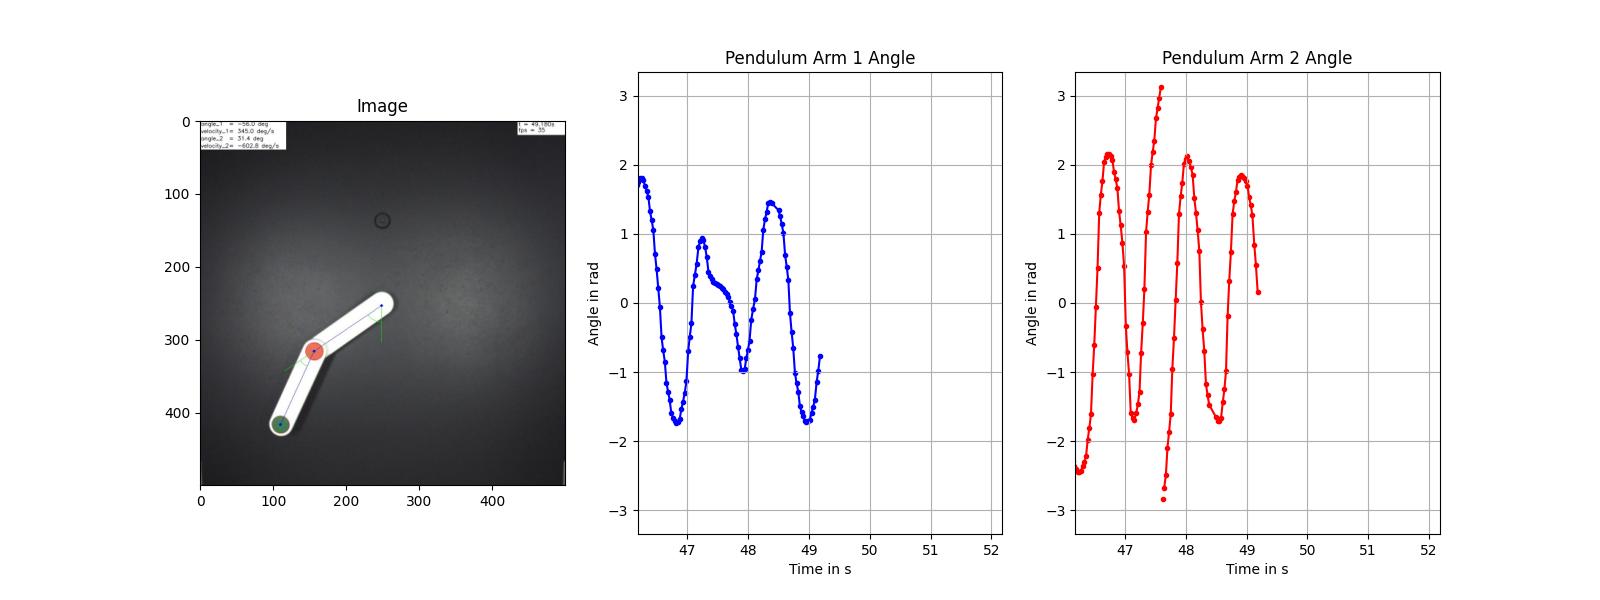 Image
angle_1 = -56.0 deg
velocity_1= 345.0 deg/s
angle_2 = 31.4 deg
velocity_2= -602.8 deg/s
t = 49.180s
fps = 35
0
100
200
300
400
0 100 200 300 400
Pendulum Arm 1 Angle
Angle in rad
3
2
1
0
−1
−2
−3
47 48 49 50 51 52
Time in s
Pendulum Arm 2 Angle
Angle in rad
3
2
1
0
−1
−2
−3
47 48 49 50 51 52
Time in s